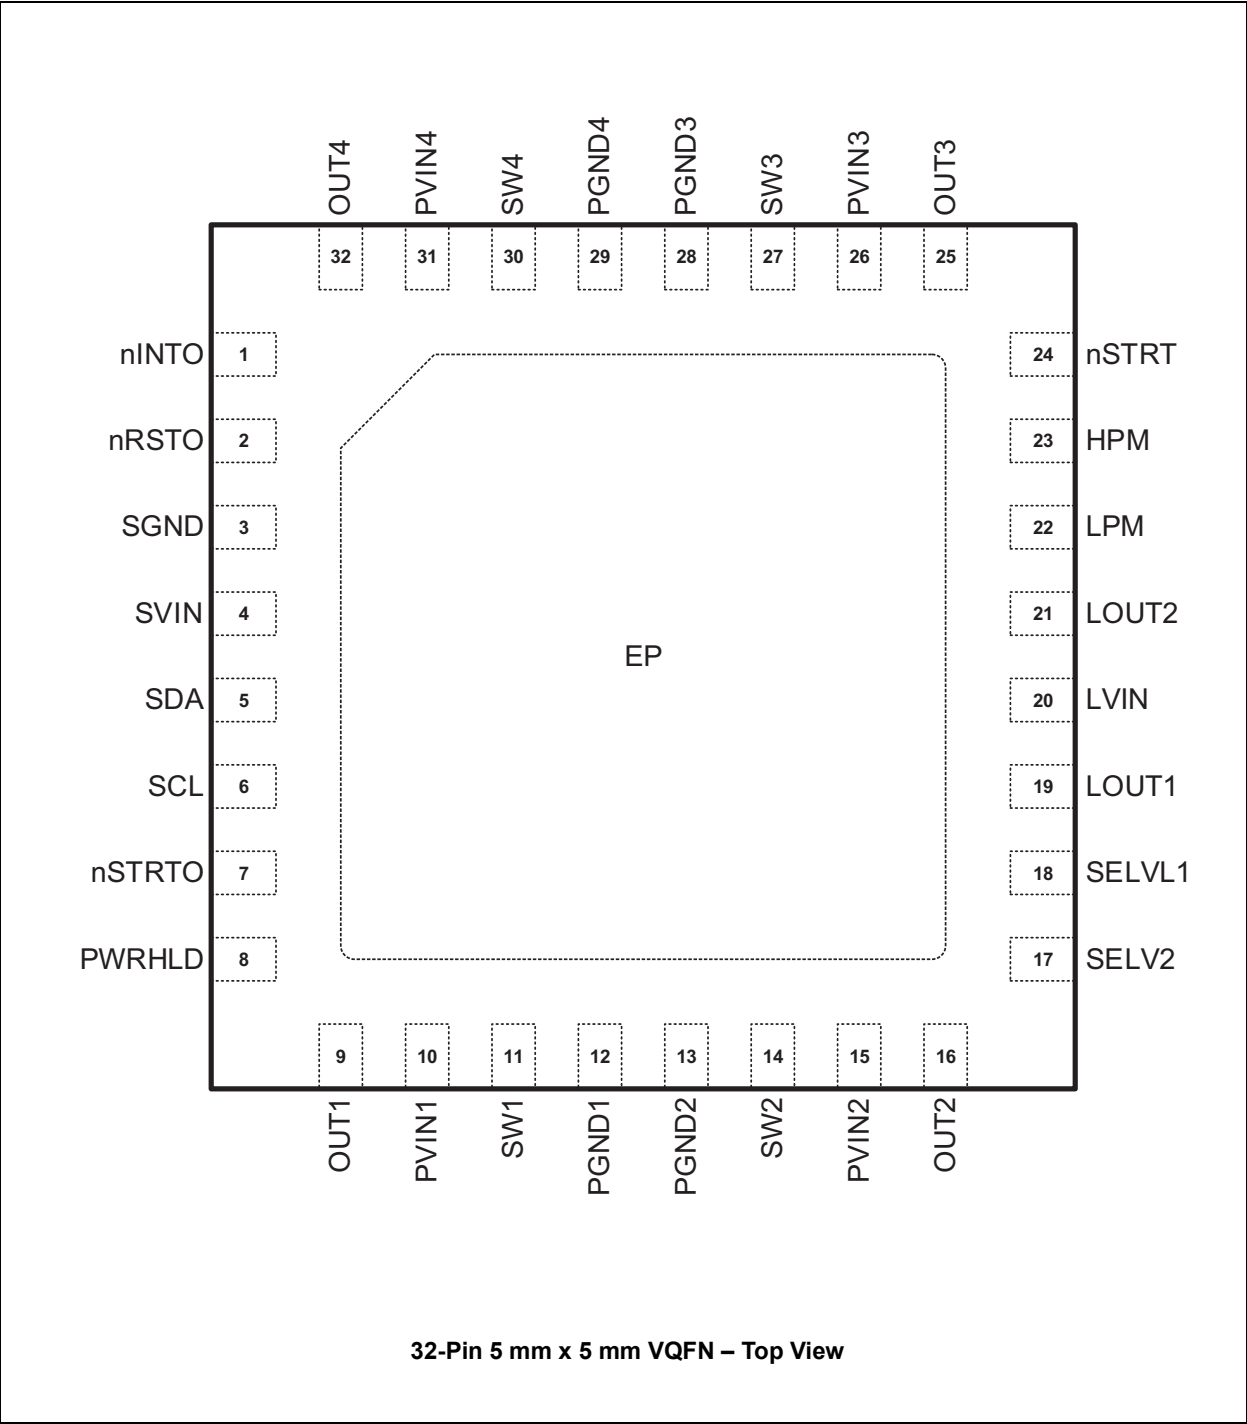 OUT4
PVIN4
SW4
PGND4
PGND3
SW3
PVIN3
OUT3
32
31
30
29
28
27
26
25
nINTO 1
24 nSTRT
nRSTO 2
23 HPM
SGND 3
22 LPM
SVIN 4
21 LOUT2
EP
SDA 5
20 LVIN
SCL 6
19 LOUT1
nSTRTO 7
18 SELVL1
PWRHLD 8
17 SELV2
9
10
11
12
13
14
15
16
OUT1
PVIN1
SW1
PGND1
PGND2
SW2
PVIN2
OUT2
32-Pin 5 mm x 5 mm VQFN – Top View